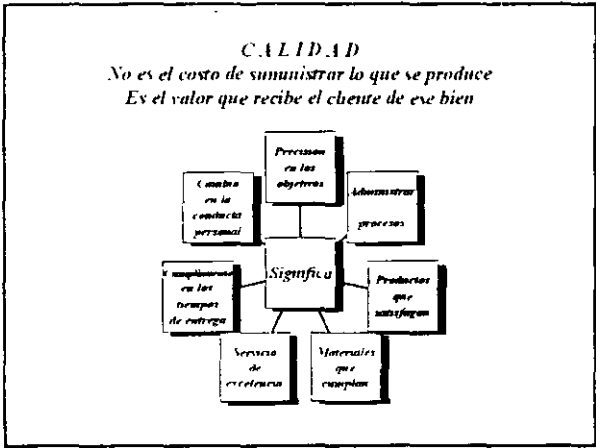 CALIDAD
No es el costo de suministrar lo que se produce
Es el valor que recibe el cliente de ese bien
Precisión
en los
objetivos
Cambio
en la
conducta
personal
Administrar
procesos
Significa
Cumplimiento
en los
tiempos
de entrega
Productos
que
satisfagan
Servicio
de
excelencia
Materiales
que
cumplan